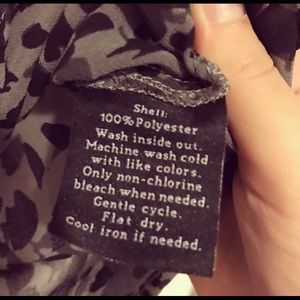 Shell:
100% Polyester
Wash inside out.
Machine wash cold
with like colors.
Only non-chlorine
bleach when needed.
Gentle cycle.
Flat dry.
Cool iron if needed.